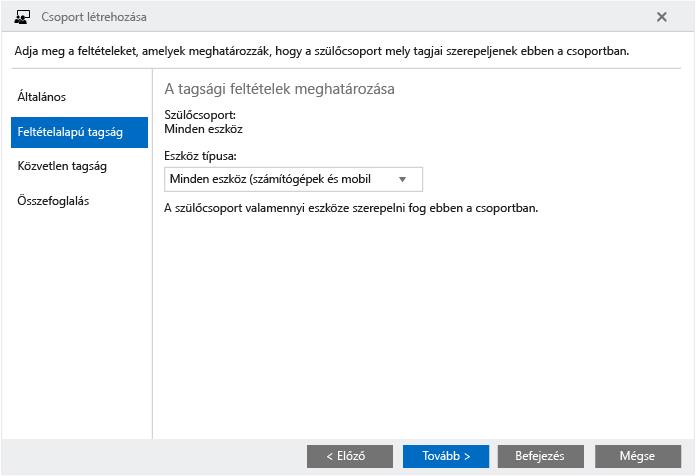 Csoport létrehozása
Adja meg a feltételeket, amelyek meghatározzák, hogy a szülőcsoport mely tagjai szerepeljenek ebben a csoportban.
Általános
Feltételalapú tagság
Közvetlen tagság
Összefoglalás
A tagsági feltételek meghatározása
Szülőcsoport:
Minden eszköz
Eszköz típusa:
Minden eszköz (számítógépek és mobil
A szülőcsoport valamennyi eszköze szerepelni fog ebben a csoportban.
< Előző
Tovább >
Befejezés
Mégse